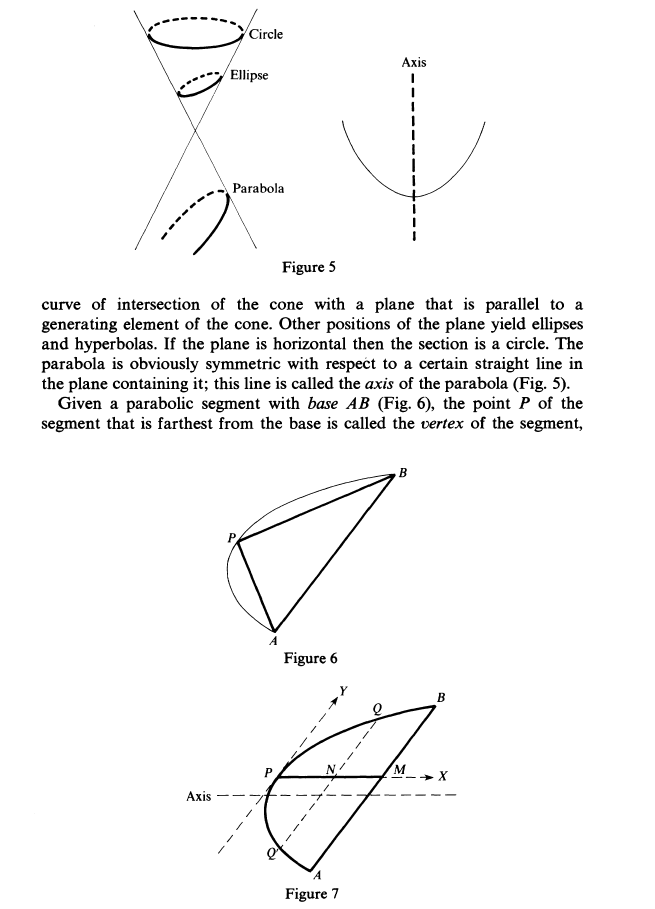 Circle
Ellipse
Parabola
Axis
Figure 5
curve of intersection of the cone with a plane that is parallel to a
generating element of the cone. Other positions of the plane yield ellipses
and hyperbolas. If the plane is horizontal then the section is a circle. The
parabola is obviously symmetric with respect to a certain straight line in
the plane containing it; this line is called the axis of the parabola (Fig. 5).
Given a parabolic segment with base AB (Fig. 6), the point P of the
segment that is farthest from the base is called the vertex of the segment,
B
P
A
Figure 6
Y
Q
B
P
N
M
X
Axis
Q'
A
Figure 7